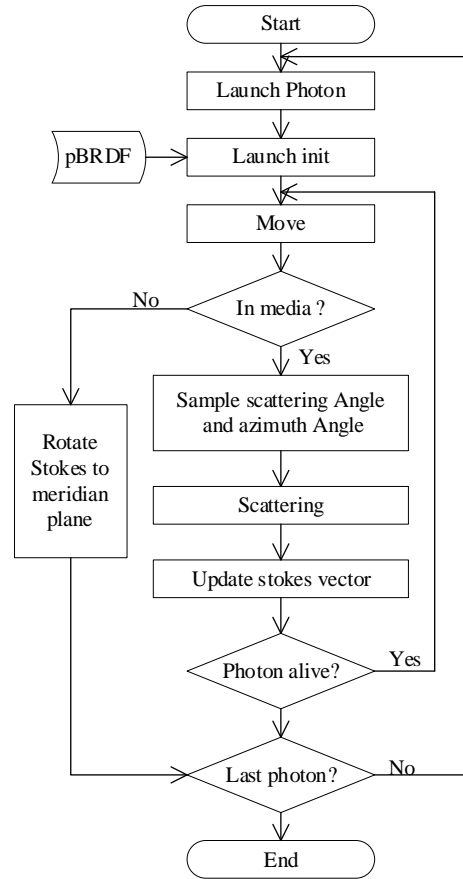 Start
Launch Photon
pBRDF
Launch init
Move
No
In media ?
Yes
Sample scattering Angle
and azimuth Angle
Rotate
Stokes to
meridian
plane
Scattering
Update stokes vector
Photon alive?
Yes
Last photon?
No
End